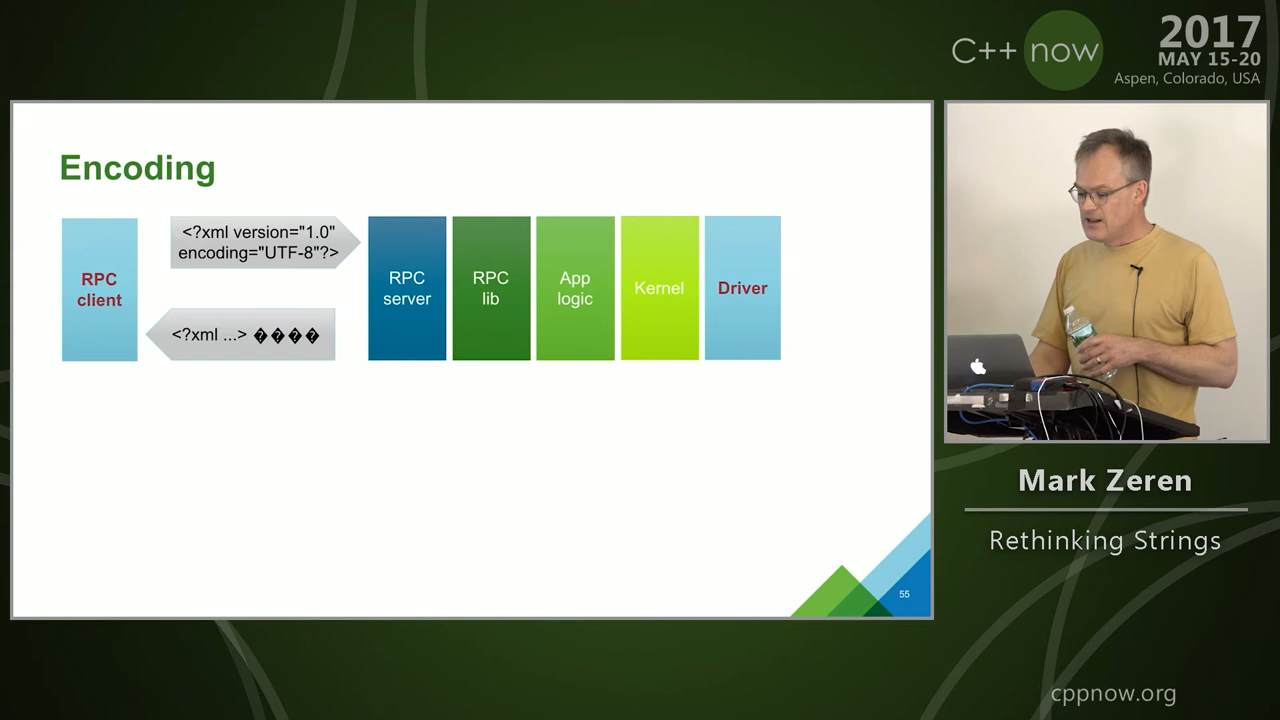 C++ now
2017
MAY 15-20
Aspen, Colorado, USA
Encoding
RPC
client
<?xml version="1.0"
encoding="UTF-8"?>
<?xml ...> ����
RPC
server
RPC
lib
App
logic
Kernel
Driver
55
Mark Zeren
Rethinking Strings
cppnow.org